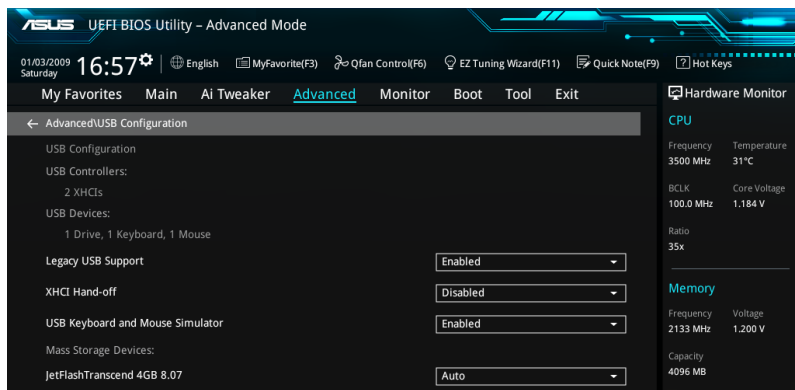 ASUS UEFI BIOS Utility – Advanced Mode
01/03/2009 Saturday 16:57 English MyFavorite(F3) Qfan Control(F6) EZ Tuning Wizard(F11) Quick Note(F9) ? Hot Keys
My Favorites Main Ai Tweaker Advanced Monitor Boot Tool Exit
← Advanced\USB Configuration
USB Configuration
USB Controllers:
2 XHCIs
USB Devices:
1 Drive, 1 Keyboard, 1 Mouse
Legacy USB Support Enabled
XHCI Hand-off Disabled
USB Keyboard and Mouse Simulator Enabled
Mass Storage Devices:
JetFlashTranscend 4GB 8.07 Auto
Hardware Monitor
CPU
Frequency Temperature
3500 MHz 31°C
BCLK Core Voltage
100.0 MHz 1.184 V
Ratio
35x
Memory
Frequency Voltage
2133 MHz 1.200 V
Capacity
4096 MB